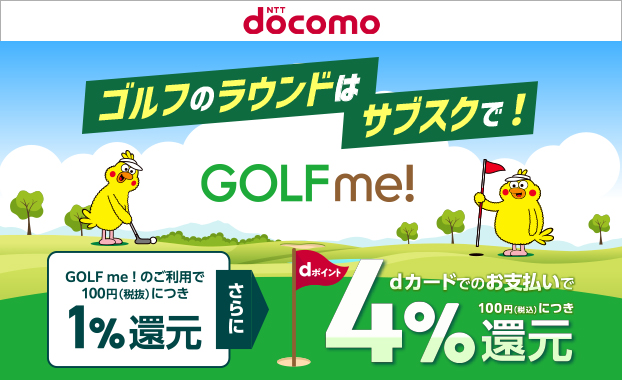 NTT
docomo
ゴルフのラウンドは
サブスクで！
GOLFme!
GOLF me！のご利用で
100円(税抜)につき
1%還元
さらに
dポイント
dカードでのお支払いで
100円(税込)につき
4%還元